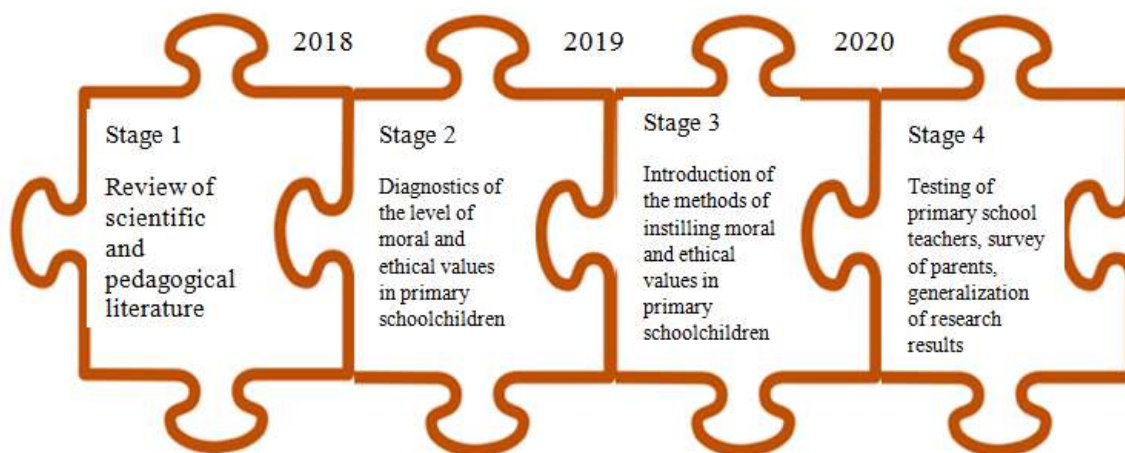 2018
2019
2020
Stage 1
Review of
scientific
and
pedagogical
literature
Stage 2
Diagnostics of
the level of
moral and
ethical values
in primary
schoolchildren
Stage 3
Introduction of
the methods of
instilling moral
and ethical
values in
primary
schoolchildren
Stage 4
Testing of
primary school
teachers, survey
of parents,
generalization
of research
results